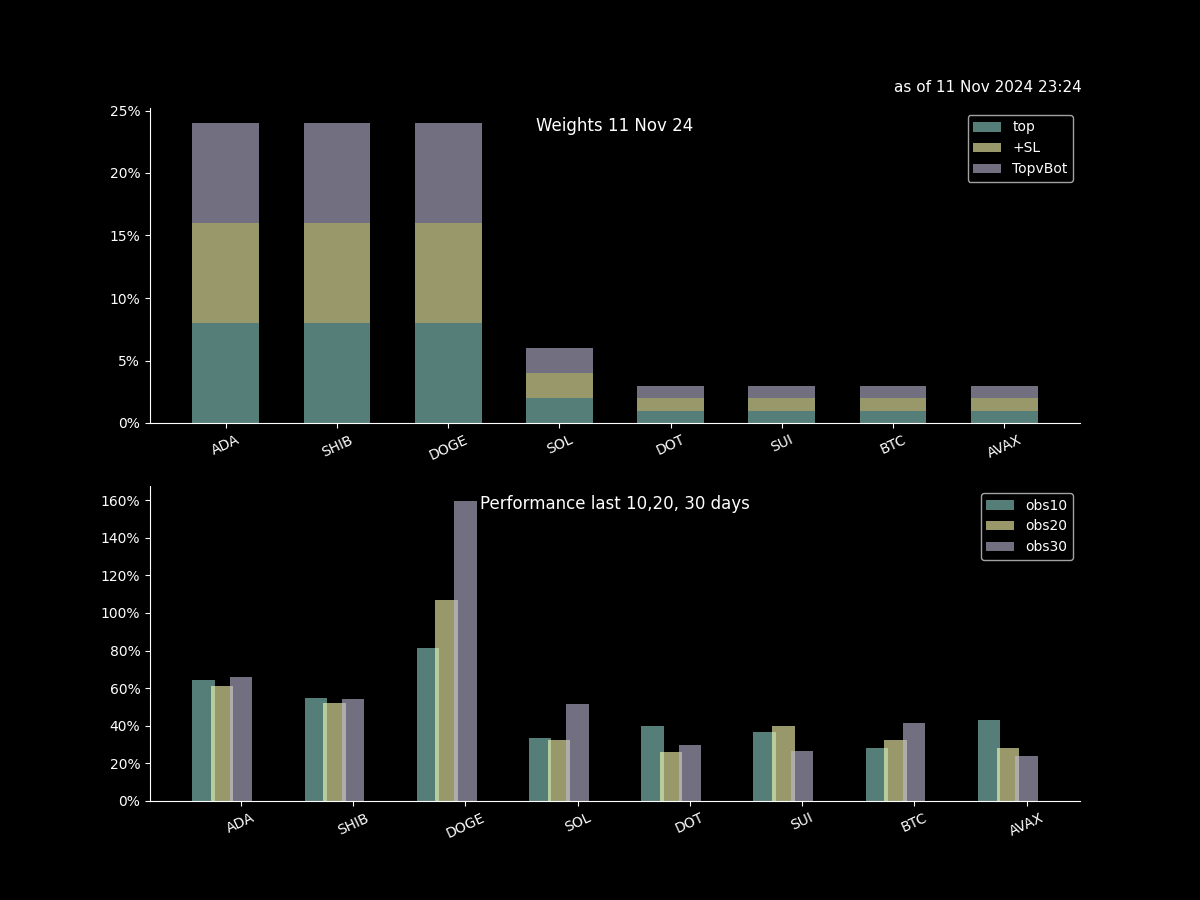 as of 11 Nov 2024 23:24
Weights 11 Nov 24
top
+SL
TopvBot
25%
20%
15%
10%
5%
0%
ADA SHIB DOGE SOL DOT SUI BTC AVAX
Performance last 10,20, 30 days
obs10
obs20
obs30
160%
140%
120%
100%
80%
60%
40%
20%
0%
ADA SHIB DOGE SOL DOT SUI BTC AVAX